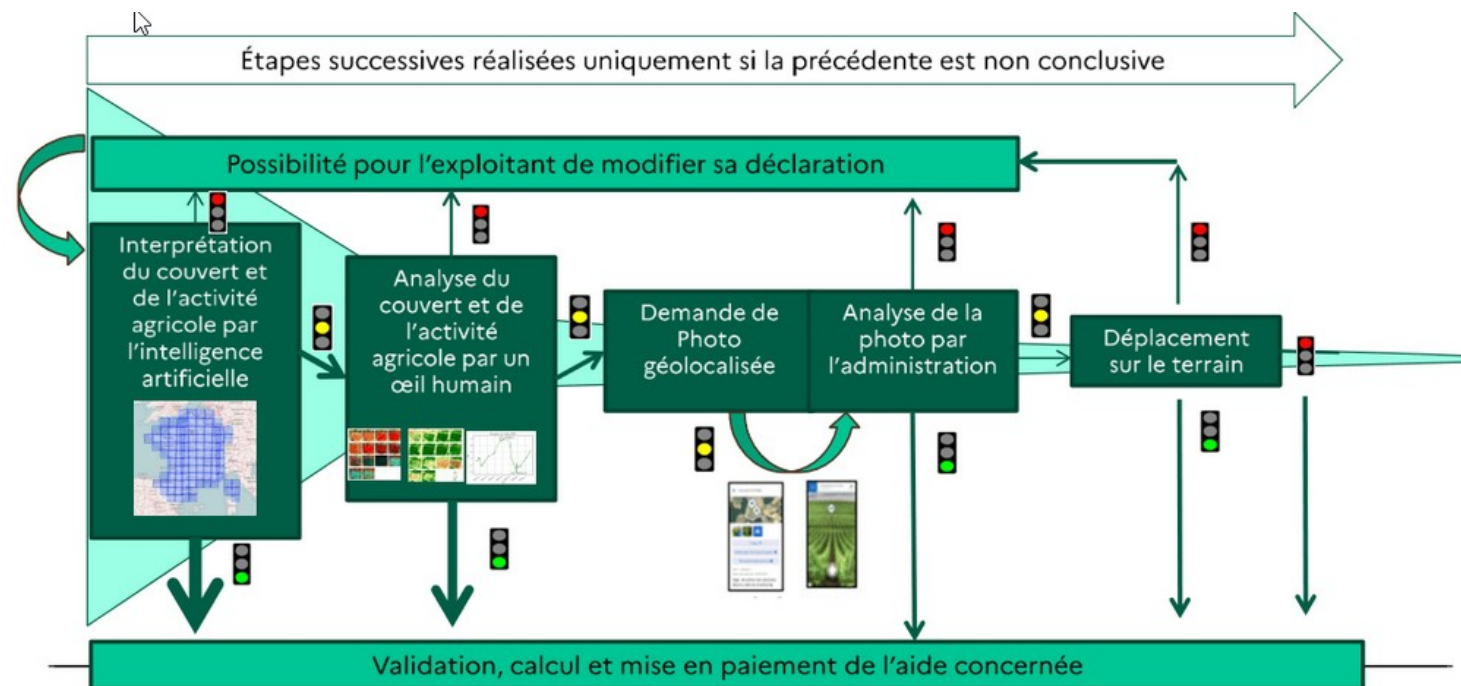 Étapes successives réalisées uniquement si la précédente est non conclusive
Possibilité pour l'exploitant de modifier sa déclaration
Interprétation
du couvert et
de l'activité
agricole par
l'intelligence
artificielle
Analyse du
couvert et de
l'activité
agricole par un
œil humain
Demande de
Photo
géolocalisée
Analyse de la
photo par
l'administration
Déplacement
sur le terrain
Validation, calcul et mise en paiement de l'aide concernée